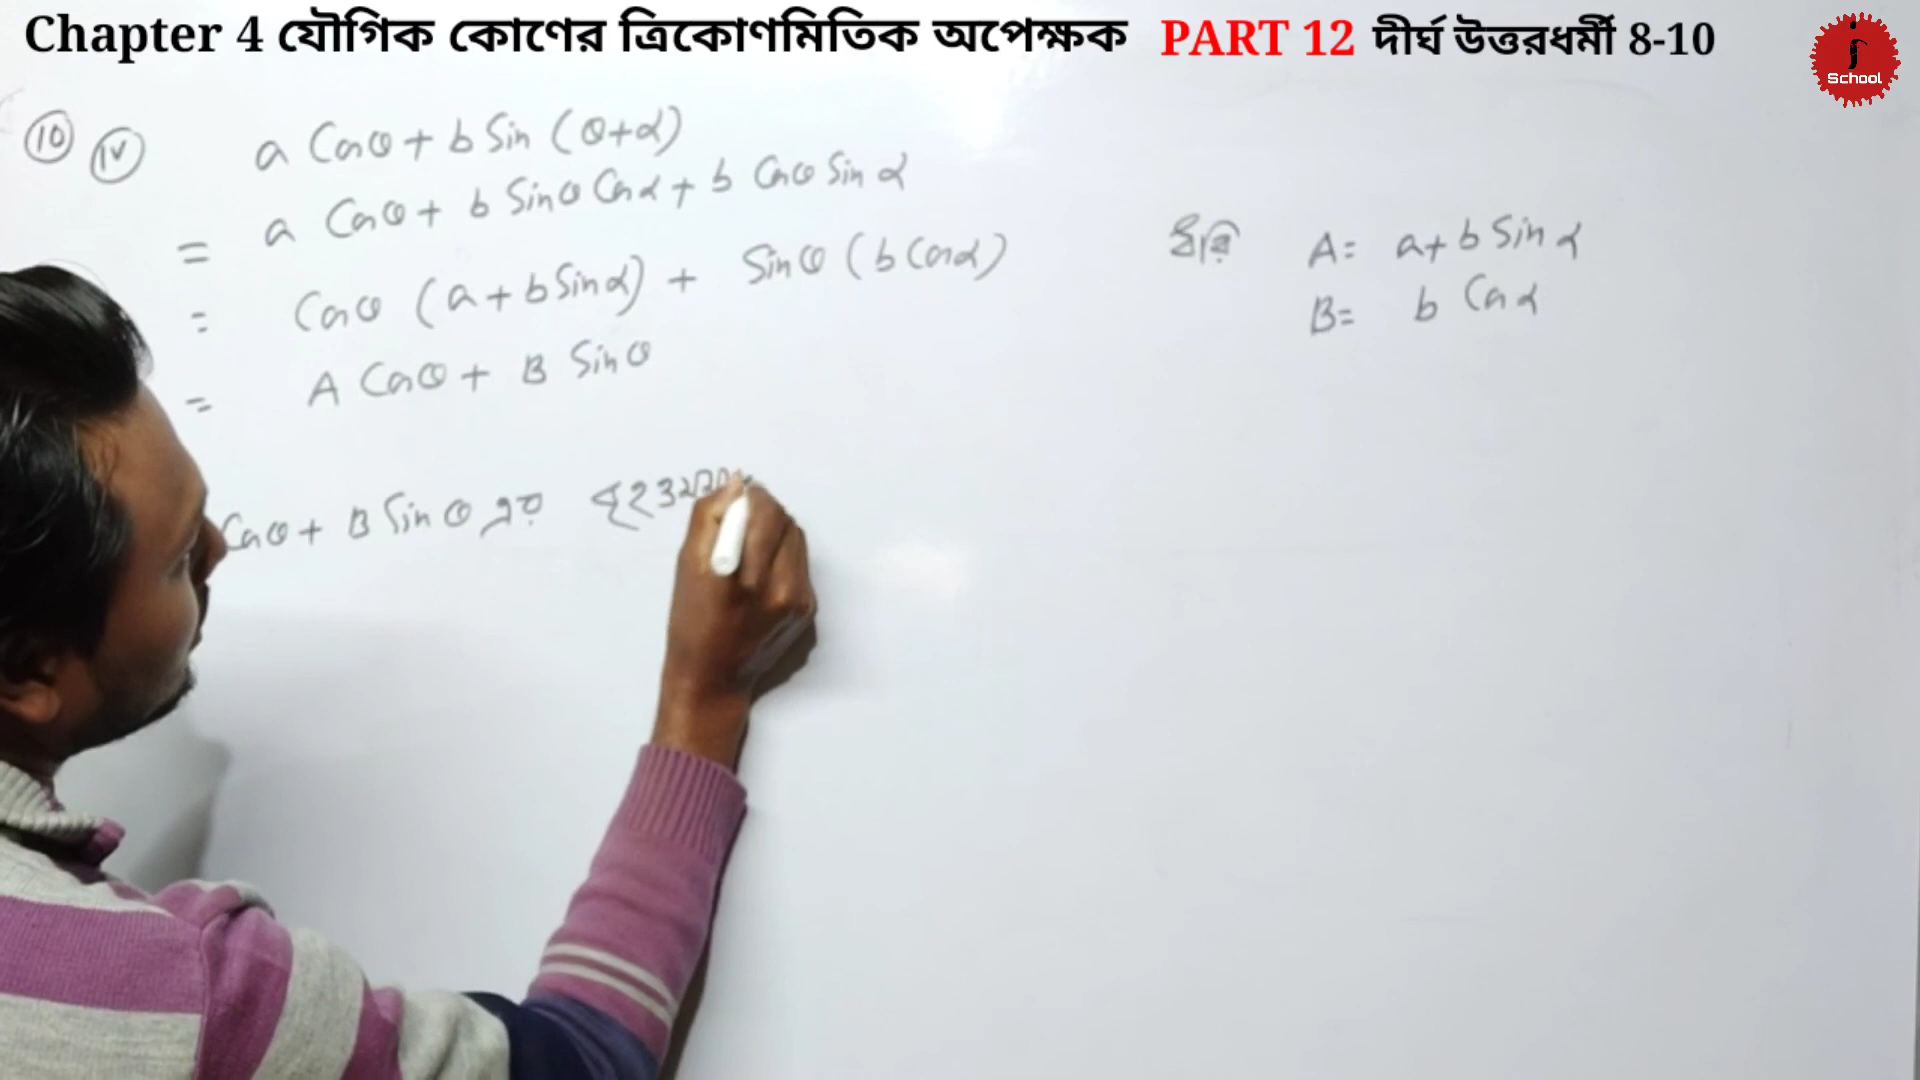 Chapter 4 যৌগিক কোণের ত্রিকোণমিতিক অপেক্ষক PART 12 দীর্ঘ উত্তরধর্মী 8-10
j School
10 iv a Cosθ + b Sin (θ+α)
= a Cosθ + b Sinθ Cosα + b Cosθ Sin α
= Cosθ (a + b Sinα) + Sinθ (b Cosα)
ধরি A = a + b Sin α
B = b Cos α
= A Cosθ + B Sinθ
Cosθ + B Sinθ এর